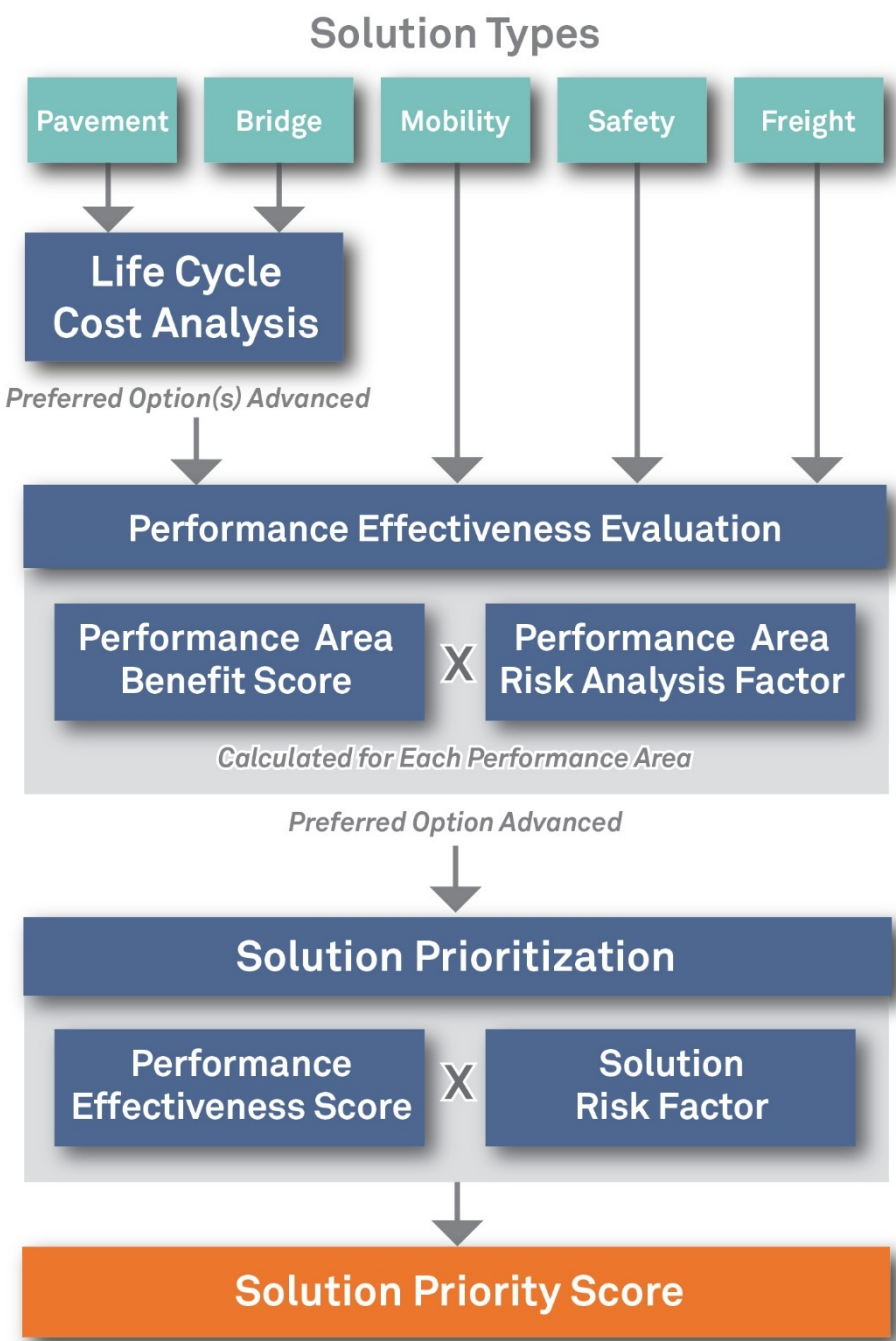 Solution Types
Pavement
Bridge
Mobility
Safety
Freight
Life Cycle
Cost Analysis
Preferred Option(s) Advanced
Performance Effectiveness Evaluation
Performance Area
Benefit Score
X
Performance Area
Risk Analysis Factor
Calculated for Each Performance Area
Preferred Option Advanced
Solution Prioritization
Performance
Effectiveness Score
X
Solution
Risk Factor
Solution Priority Score